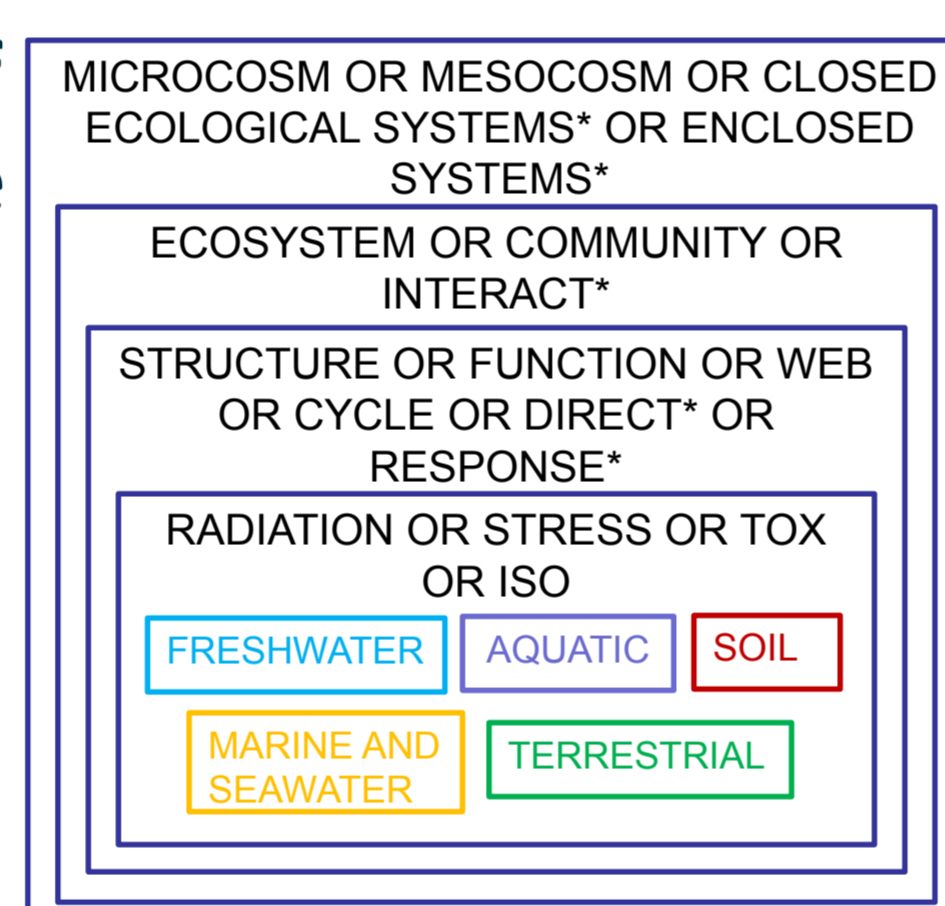 MICROCOSM OR MESOCOSM OR CLOSED
ECOLOGICAL SYSTEMS* OR ENCLOSED
SYSTEMS*
ECOSYSTEM OR COMMUNITY OR
INTERACT*
STRUCTURE OR FUNCTION OR WEB
OR CYCLE OR DIRECT* OR
RESPONSE*
RADIATION OR STRESS OR TOX
OR ISO
FRESHWATER
AQUATIC
SOIL
MARINE AND
SEAWATER
TERRESTRIAL